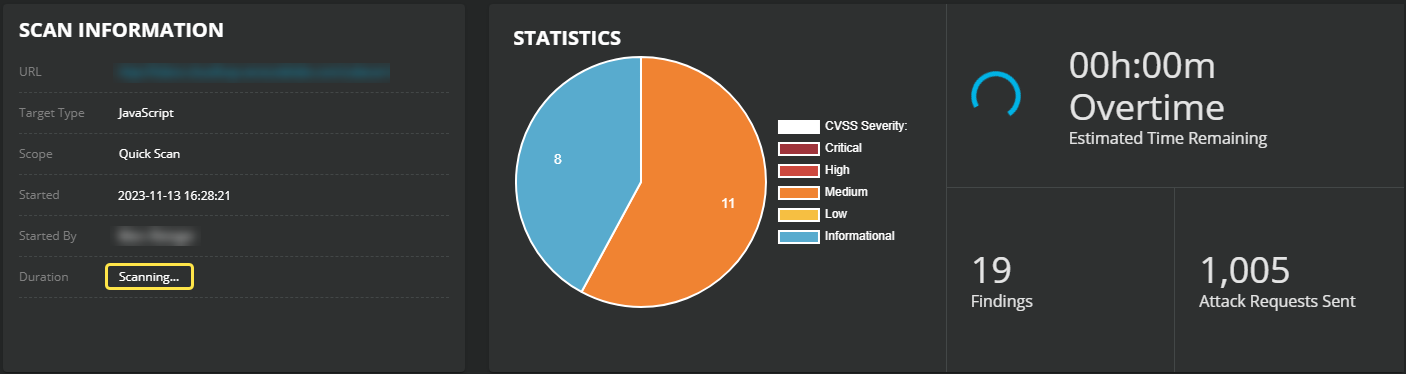 SCAN INFORMATION
URL
Target Type JavaScript
Scope Quick Scan
Started 2023-11-13 16:28:21
Started By
Duration Scanning...
STATISTICS
8
11
CVSS Severity:
Critical
High
Medium
Low
Informational
00h:00m
Overtime
Estimated Time Remaining
19
Findings
1,005
Attack Requests Sent